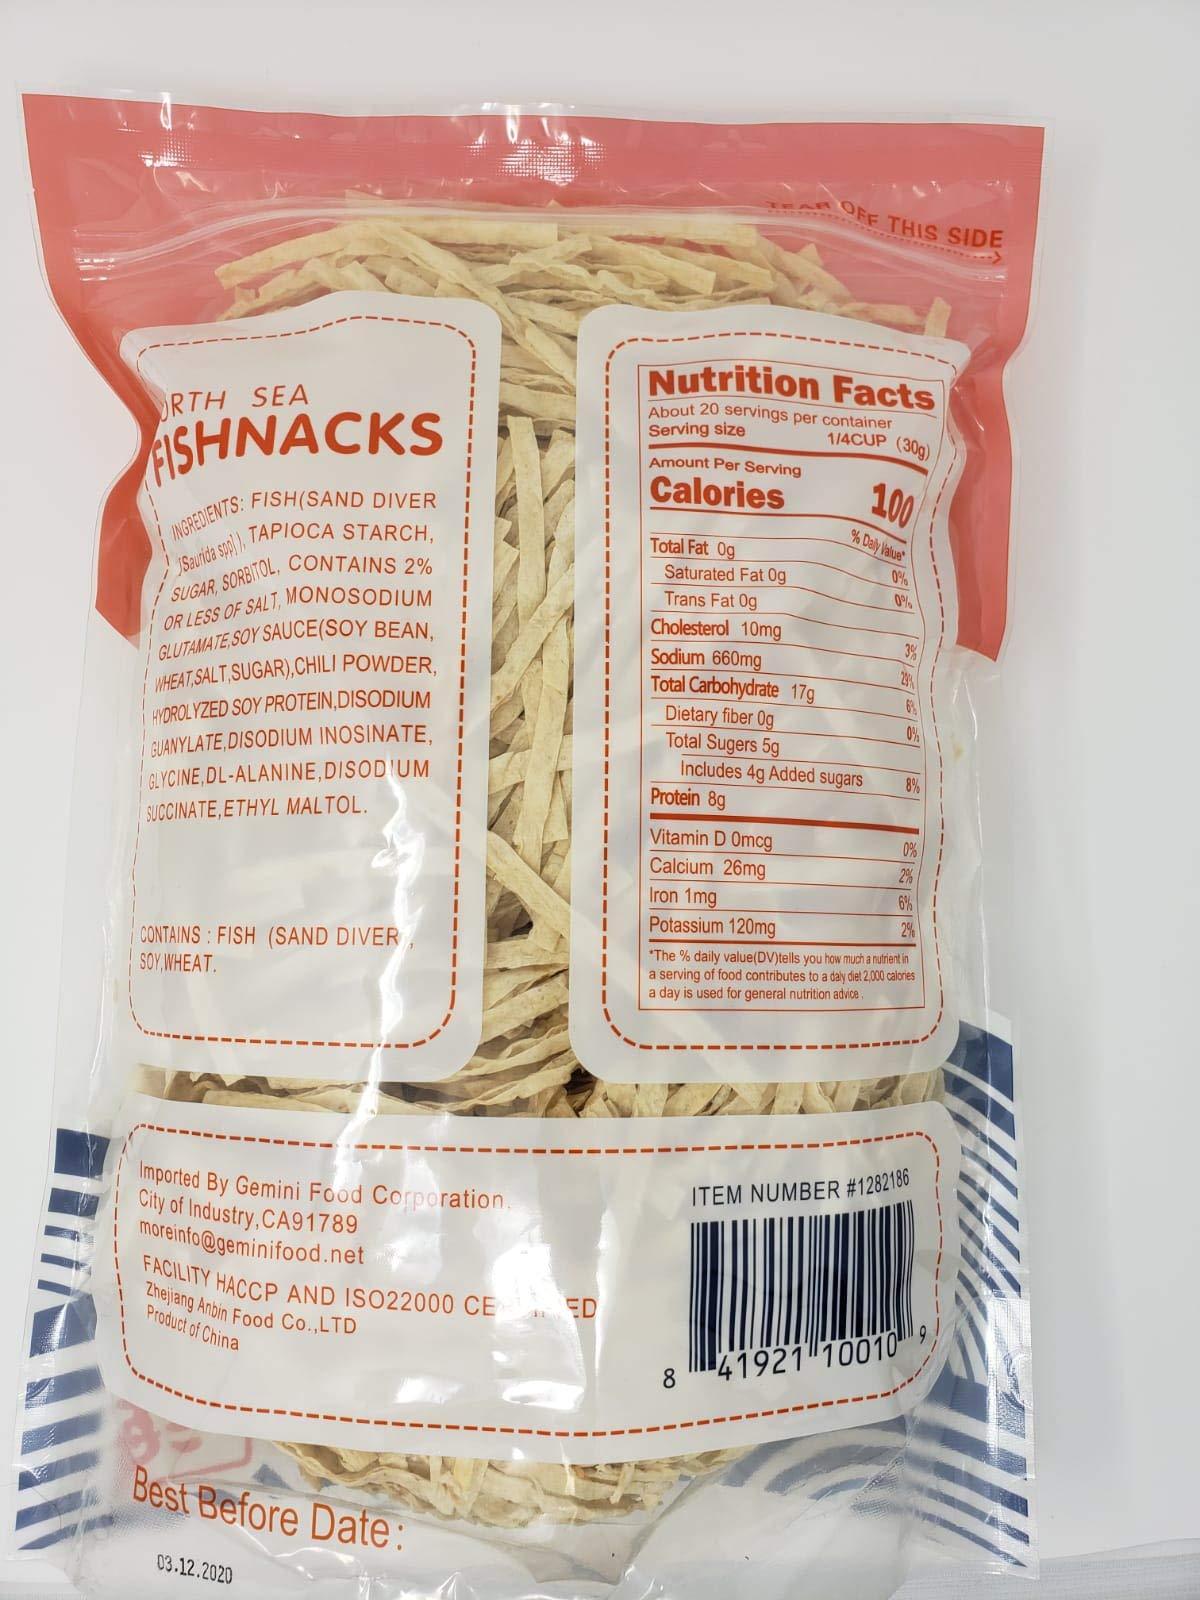 TEAR OFF THIS SIDE
ORTH SEA
FISHNACKS
INGREDIENTS: FISH(SAND DIVER
[Saurida spp]), TAPIOCA STARCH,
SUGAR, SORBITOL, CONTAINS 2%
OR LESS OF SALT, MONOSODIUM
GLUTAMATE,SOY SAUCE(SOY BEAN,
WHEAT,SALT,SUGAR),CHILI POWDER,
HYDROLYZED SOY PROTEIN,DISODIUM
GUANYLATE,DISODIUM INOSINATE,
GLYCINE,DL-ALANINE,DISODIUM
SUCCINATE,ETHYL MALTOL.
CONTAINS : FISH (SAND DIVER),
SOY,WHEAT.
Nutrition Facts
About 20 servings per container
Serving size 1/4CUP (30g)
Amount Per Serving
Calories 100
% Daily Value*
Total Fat 0g 0%
Saturated Fat 0g 0%
Trans Fat 0g
Cholesterol 10mg 3%
Sodium 660mg 29%
Total Carbohydrate 17g 6%
Dietary fiber 0g 0%
Total Sugers 5g
Includes 4g Added sugars 8%
Protein 8g
Vitamin D 0mcg 0%
Calcium 26mg 2%
Iron 1mg 6%
Potassium 120mg 2%
*The % daily value(DV)tells you how much a nutrient in
a serving of food contributes to a daly diet 2,000 calories
a day is used for general nutrition advice.
Imported By Gemini Food Corporation.
City of Industry,CA91789
moreinfo@geminifood.net
FACILITY HACCP AND ISO22000
Zhejiang Anbin Food Co.,LTD
Product of China
ITEM NUMBER #1282186
8 41921 10010 9
Best Before Date:
03.12.2020